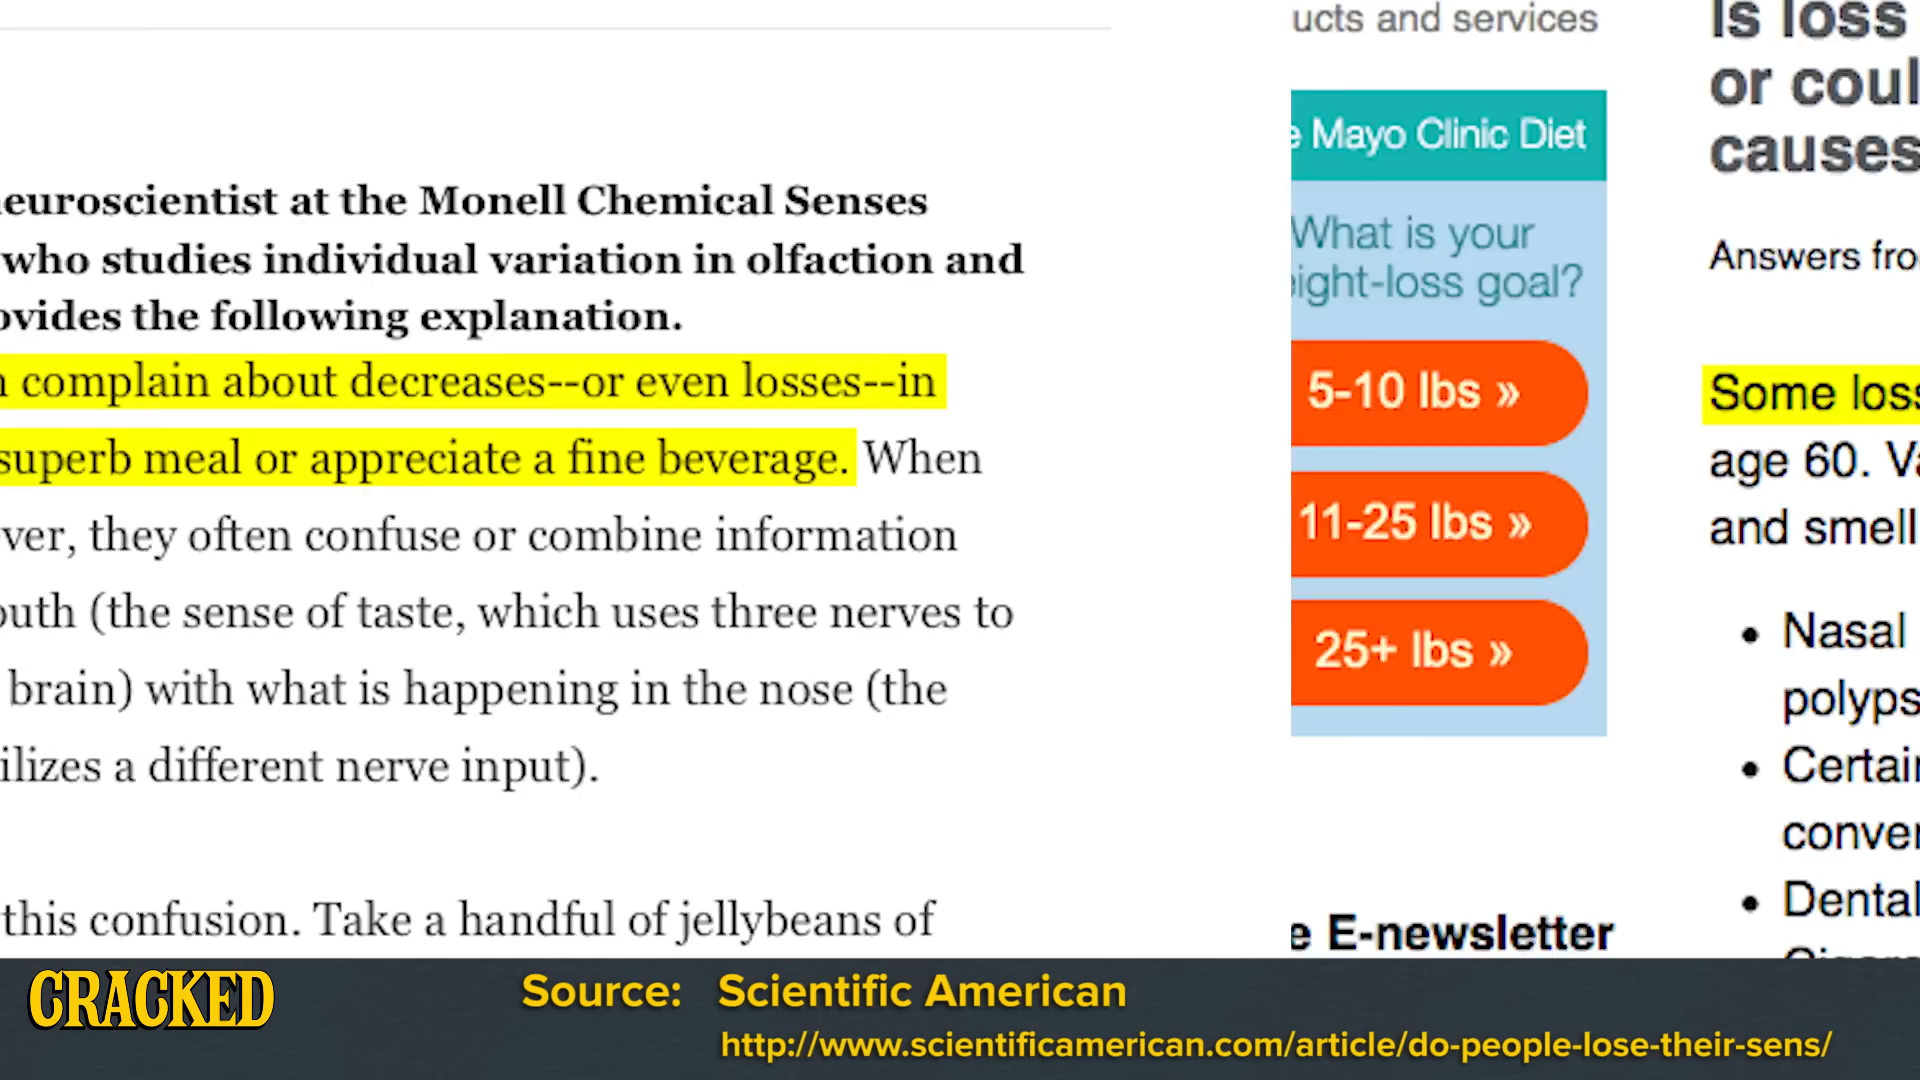 neuroscientist at the Monell Chemical Senses
who studies individual variation in olfaction and
ovides the following explanation.
n complain about decreases--or even losses--in
superb meal or appreciate a fine beverage. When
ver, they often confuse or combine information
outh (the sense of taste, which uses three nerves to
brain) with what is happening in the nose (the
ilizes a different nerve input).
this confusion. Take a handful of jellybeans of
ucts and services
e Mayo Clinic Diet
What is your
eight-loss goal?
5-10 lbs »
11-25 lbs »
25+ lbs »
e E-newsletter
Is loss
or coul
causes
Answers fro
Some loss
age 60. Va
and smell
• Nasal
polyps
• Certain
conver
• Dental
CRACKED
Source: Scientific American
http://www.scientificamerican.com/article/do-people-lose-their-sens/